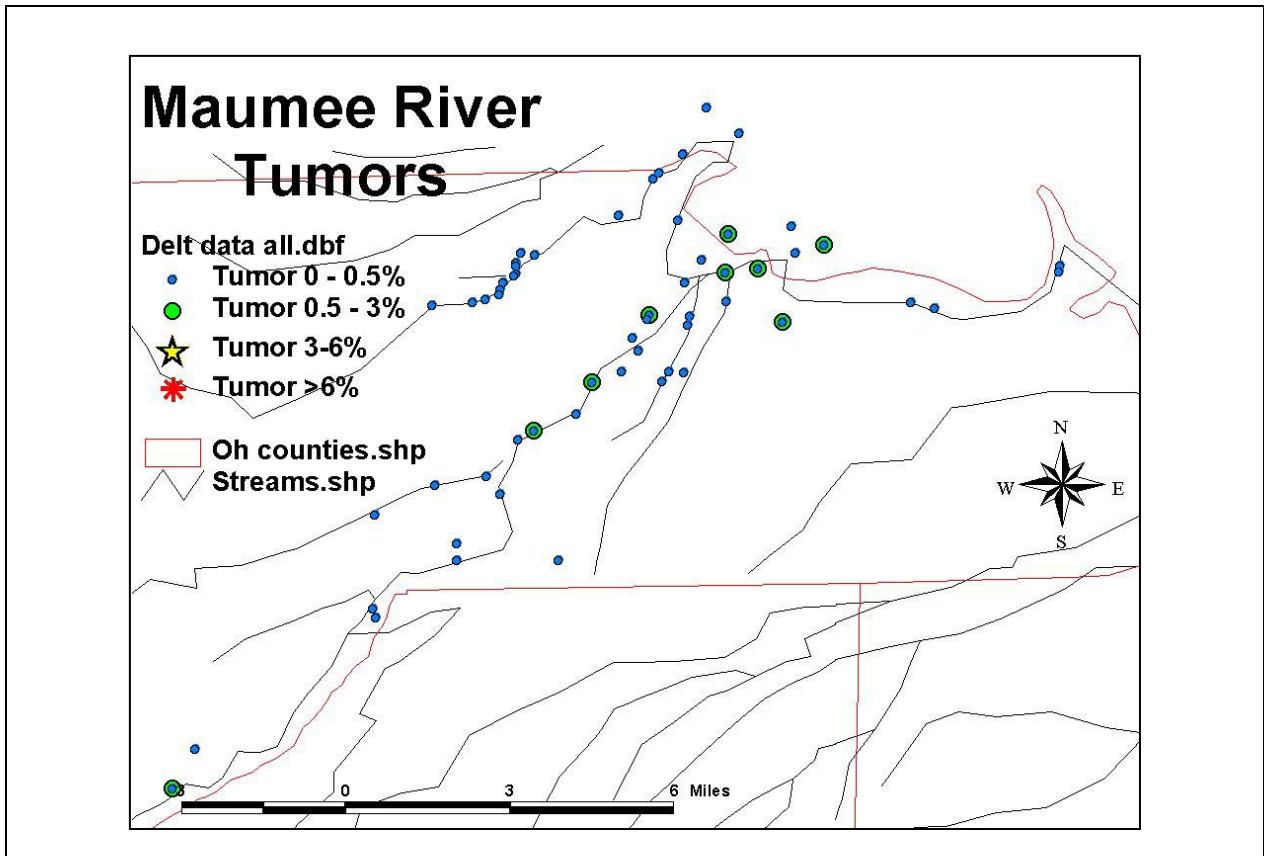 Maumee River
Tumors
Delt data all.dbf
Tumor 0 - 0.5%
Tumor 0.5 - 3%
Tumor 3-6%
Tumor >6%
Oh counties.shp
Streams.shp
N
W E
S
3 0 3 6 Miles